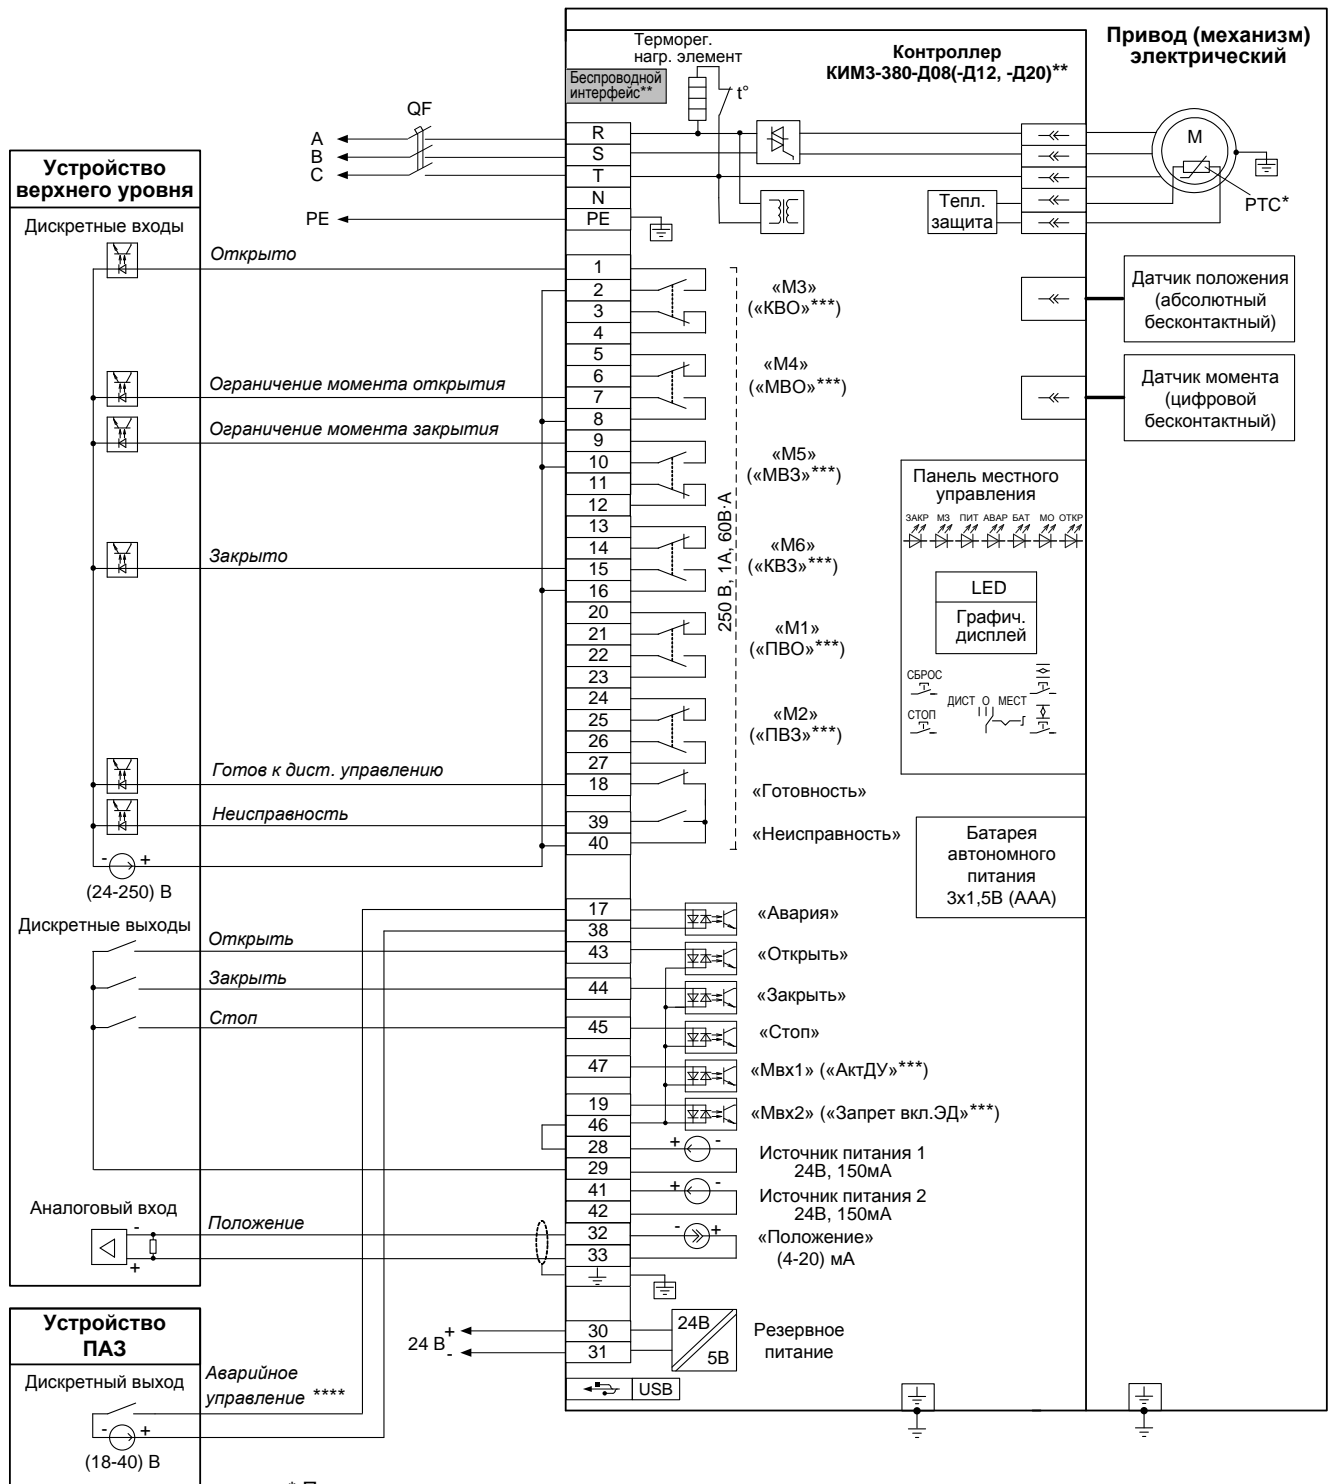 Привод (механизм)
электрический
Контроллер
КИМ3-380-Д08(-Д12, -Д20)**
Терморег.
нагр. элемент
Беспроводной
интерфейс**
t°
QF
A
B
C
PE
R
S
T
N
PE
M
PTC*
Тепл.
защита
Устройство
верхнего уровня
Дискретные входы
Открыто
Ограничение момента открытия
Ограничение момента закрытия
Закрыто
Готов к дист. управлению
Неисправность
- +
(24-250) В
1
2
3
4
5
6
7
8
9
10
11
12
13
14
15
16
20
21
22
23
24
25
26
27
18
39
40
«М3»
(«КВО»***)
«М4»
(«МВО»***)
«М5»
(«МВЗ»***)
«М6»
(«КВЗ»***)
«М1»
(«ПВО»***)
«М2»
(«ПВЗ»***)
«Готовность»
«Неисправность»
250 В, 1А, 60В·А
Датчик положения
(абсолютный
бесконтактный)
Датчик момента
(цифровой
бесконтактный)
Панель местного
управления
ЗАКР МЗ ПИТ АВАР БАТ МО ОТКР
LED
Графич.
дисплей
СБРОС
СТОП
ДИСТ О МЕСТ
Батарея
автономного
питания
3х1,5В (ААА)
Дискретные выходы
Открыть
Закрыть
Стоп
17
38
43
44
45
47
19
46
28
29
41
42
32
33
«Авария»
«Открыть»
«Закрыть»
«Стоп»
«Мвх1» («АктДУ»***)
«Мвх2» («Запрет вкл.ЭД»***)
+ -
Источник питания 1
24В, 150мА
+ -
Источник питания 2
24В, 150мА
- +
«Положение»
(4-20) мА
Аналоговый вход
-
+
Положение
24 В
+
-
30
31
24В
5В
Резервное
питание
USB
Устройство
ПАЗ
Дискретный выход
- +
(18-40) В
Аварийное
управление ****